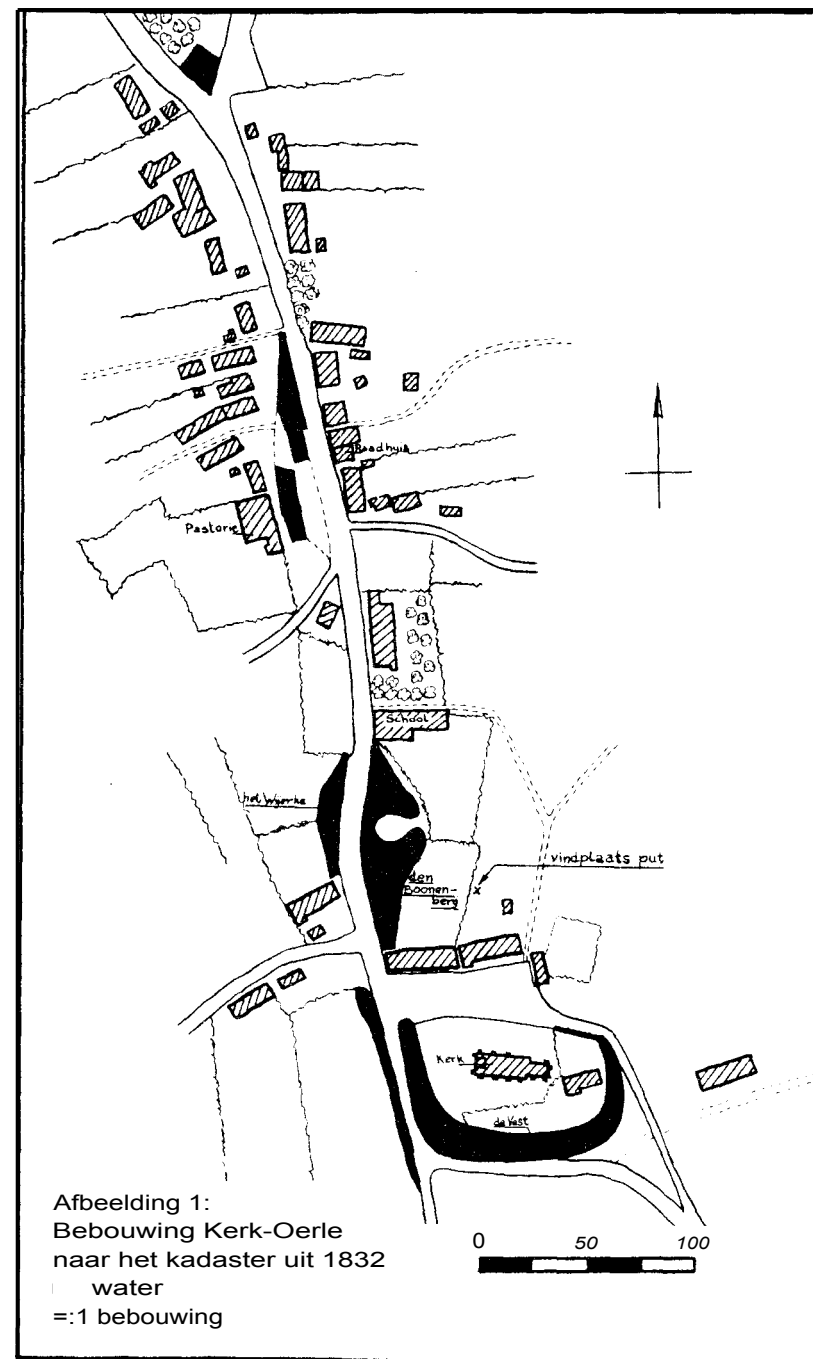 Raadhuis
Pastorie
School
het Wijerke
vindplaats put
den
Boonen-
berg
Kerk
de Vest
Afbeelding 1:
Bebouwing Kerk-Oerle
naar het kadaster uit 1832
water
=:1 bebouwing
0 50 100